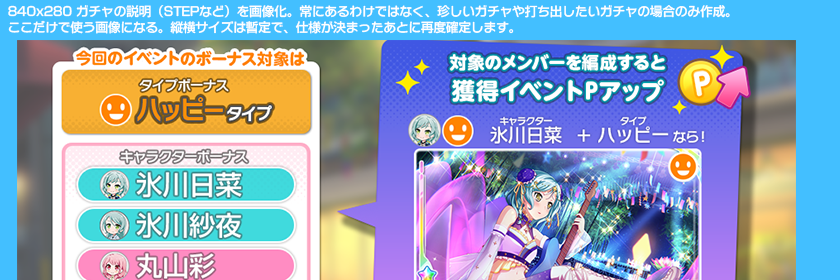 840x280 ガチャの説明（STEPなど）を画像化。常にあるわけではなく、珍しいガチャや打ち出したいガチャの場合のみ作成。
ここだけで使う画像になる。縦横サイズは暫定で、仕様が決まったあとに再度確定します。
今回のイベントのボーナス対象は
タイプボーナス
ハッピータイプ
キャラクターボーナス
氷川日菜
氷川紗夜
丸山彩
対象のメンバーを編成すると
獲得イベントPアップ
P
キャラクター タイプ
氷川日菜 ＋ ハッピー なら！